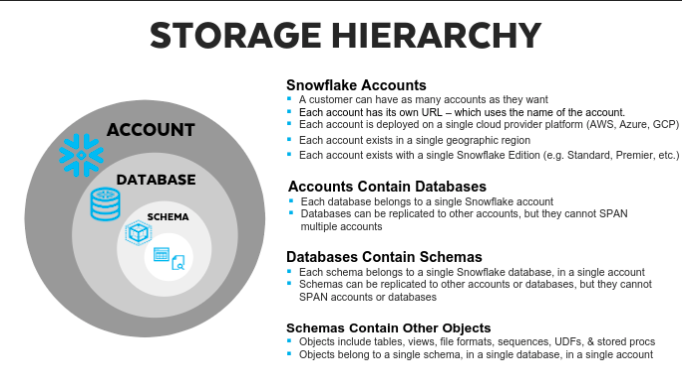 STORAGE HIERARCHY
ACCOUNT
DATABASE
SCHEMA
Snowflake Accounts
A customer can have as many accounts as they want
Each account has its own URL – which uses the name of the account.
Each account is deployed on a single cloud provider platform (AWS, Azure, GCP)
Each account exists in a single geographic region
Each account exists with a single Snowflake Edition (e.g. Standard, Premier, etc.)
Accounts Contain Databases
Each database belongs to a single Snowflake account
Databases can be replicated to other accounts, but they cannot SPAN
multiple accounts
Databases Contain Schemas
Each schema belongs to a single Snowflake database, in a single account
Schemas can be replicated to other accounts or databases, but they cannot
SPAN accounts or databases
Schemas Contain Other Objects
Objects include tables, views, file formats, sequences, UDFs, & stored procs
Objects belong to a single schema, in a single database, in a single account